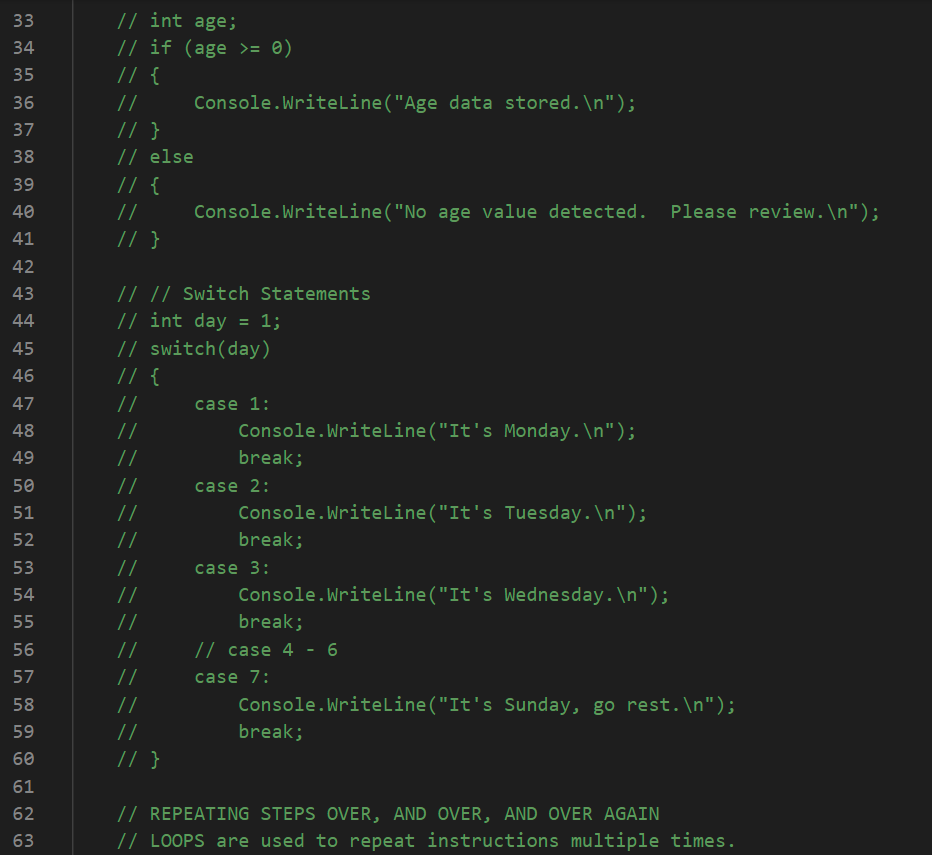 33 // int age;
34 // if (age >= 0)
35 // {
36 //     Console.WriteLine("Age data stored.\n");
37 // }
38 // else
39 // {
40 //     Console.WriteLine("No age value detected.  Please review.\n");
41 // }
42
43 // // Switch Statements
44 // int day = 1;
45 // switch(day)
46 // {
47 //     case 1:
48 //         Console.WriteLine("It's Monday.\n");
49 //         break;
50 //     case 2:
51 //         Console.WriteLine("It's Tuesday.\n");
52 //         break;
53 //     case 3:
54 //         Console.WriteLine("It's Wednesday.\n");
55 //         break;
56 //     // case 4 - 6
57 //     case 7:
58 //         Console.WriteLine("It's Sunday, go rest.\n");
59 //         break;
60 // }
61
62 // REPEATING STEPS OVER, AND OVER, AND OVER AGAIN
63 // LOOPS are used to repeat instructions multiple times.